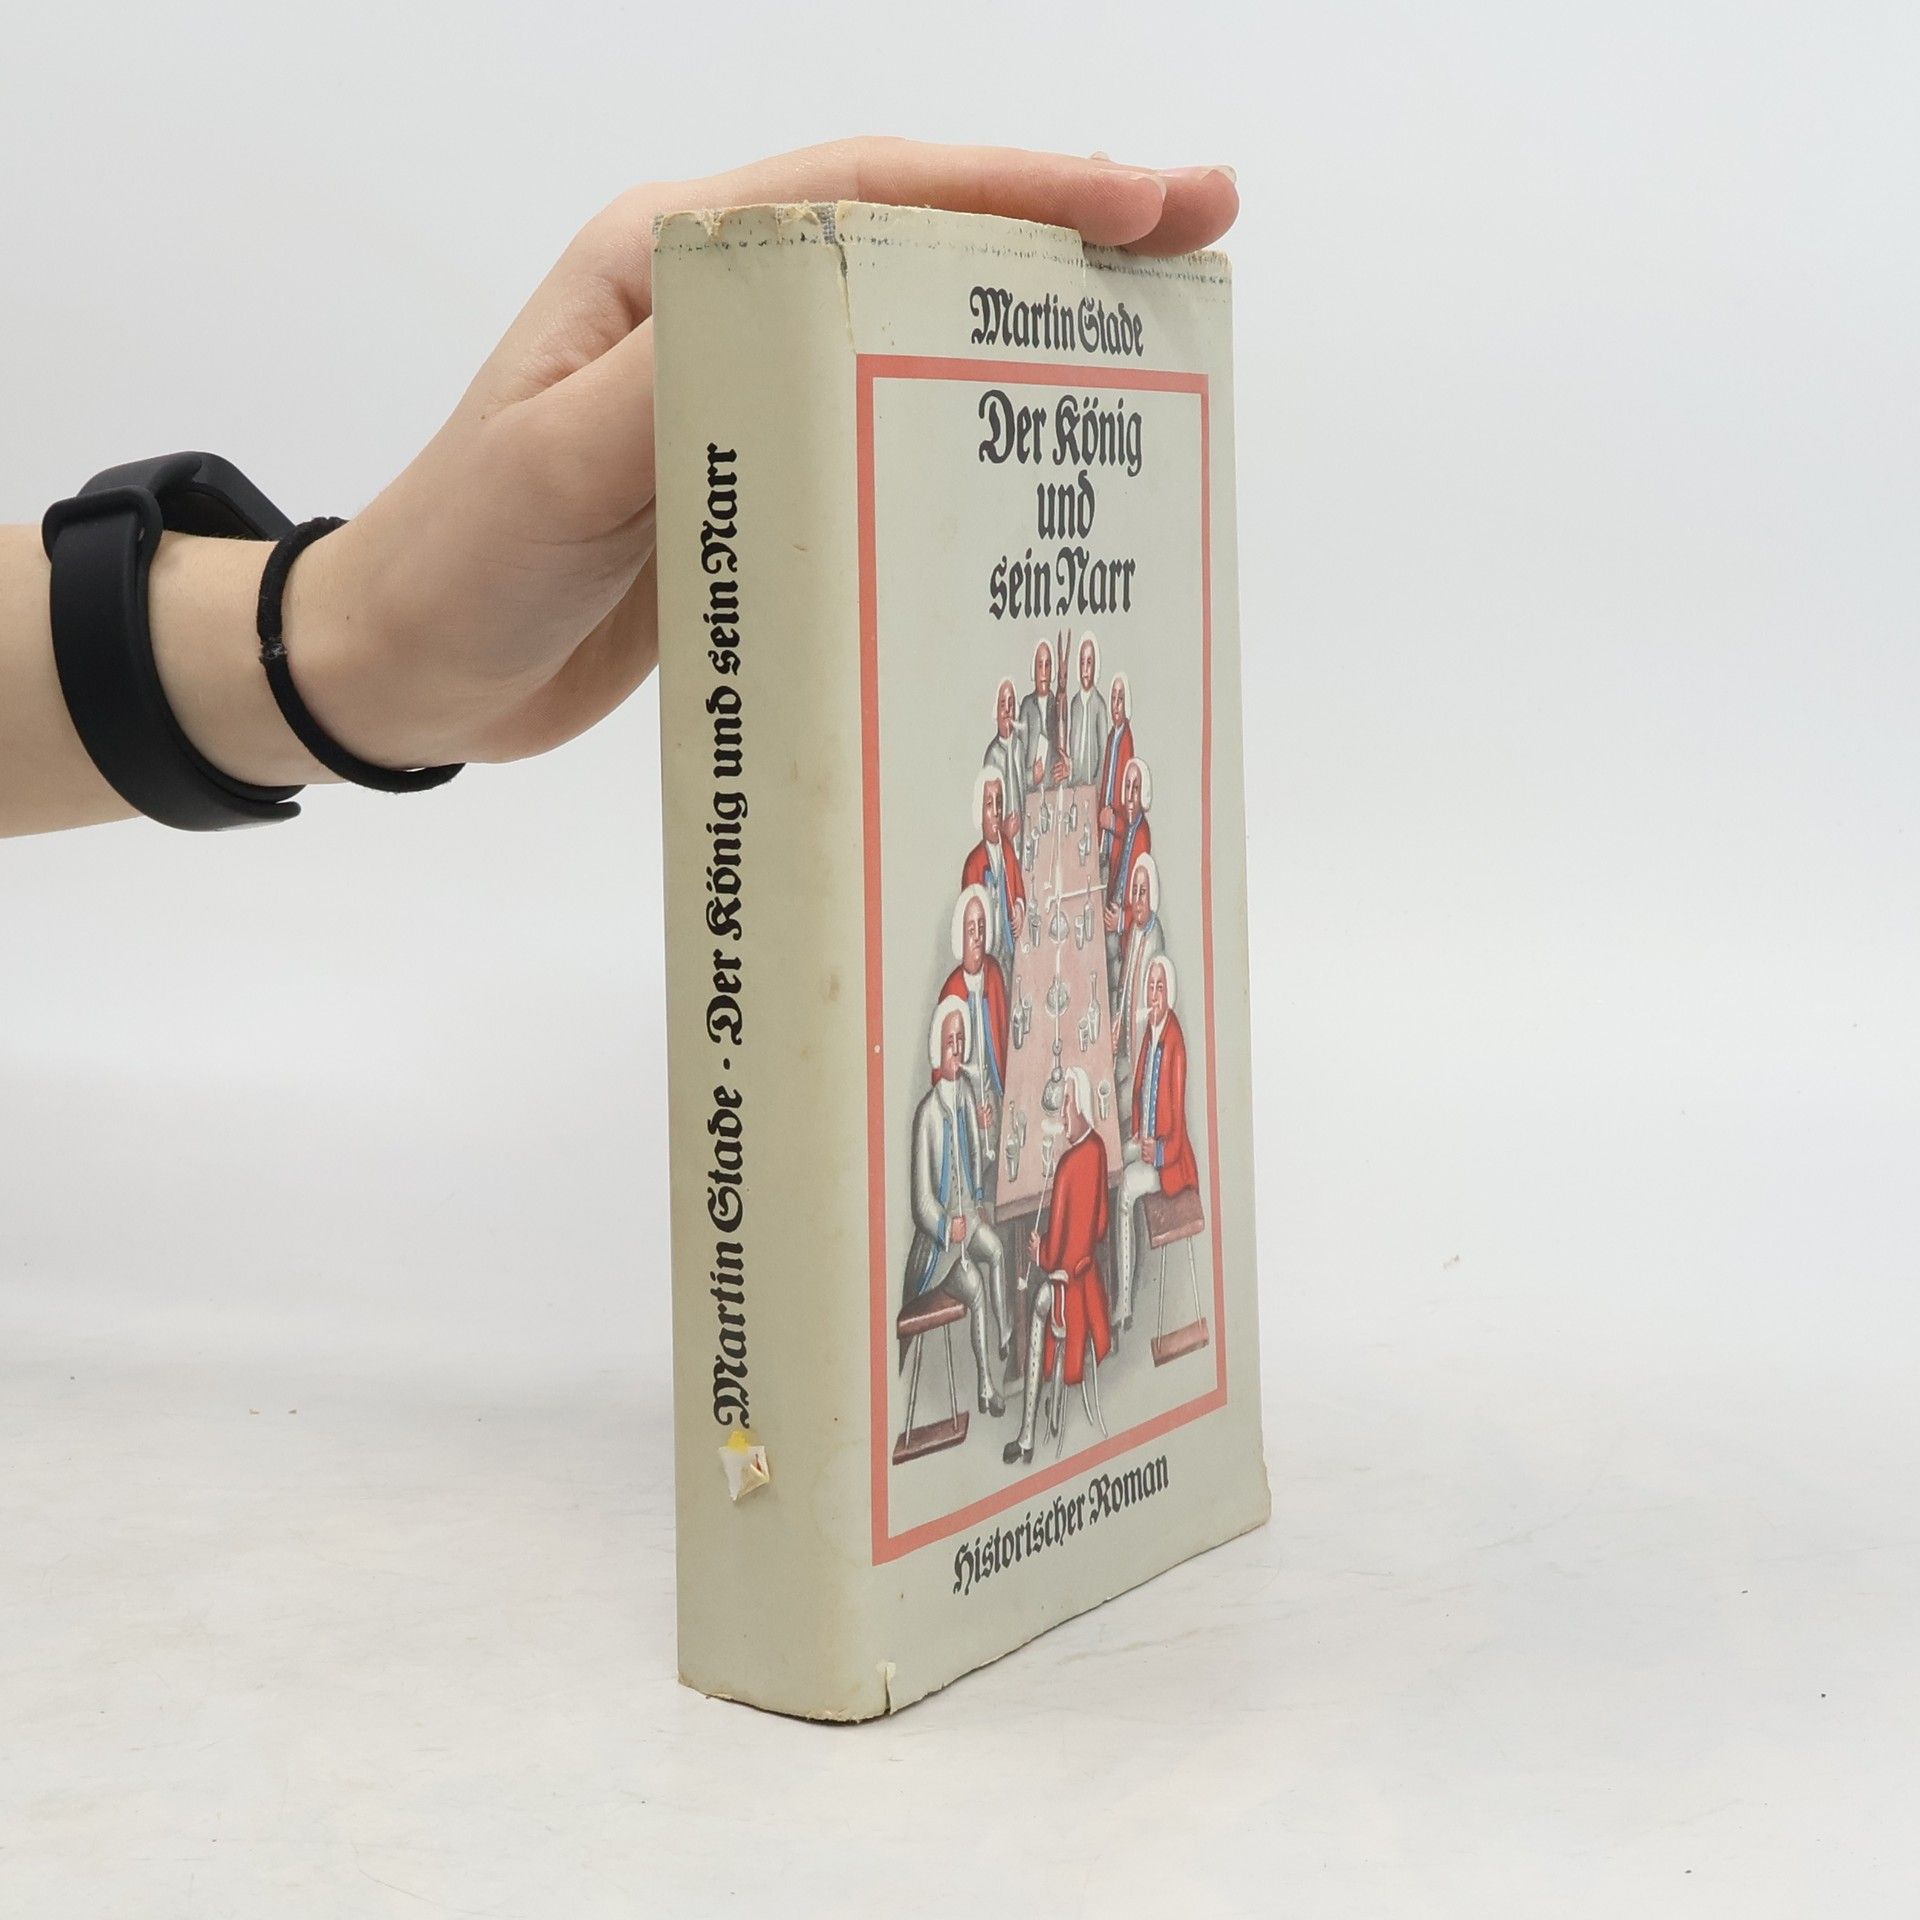 Martin Stade · Der König und sein Narr
Martin Stade
Der König
und
sein Narr
Historischer Roman